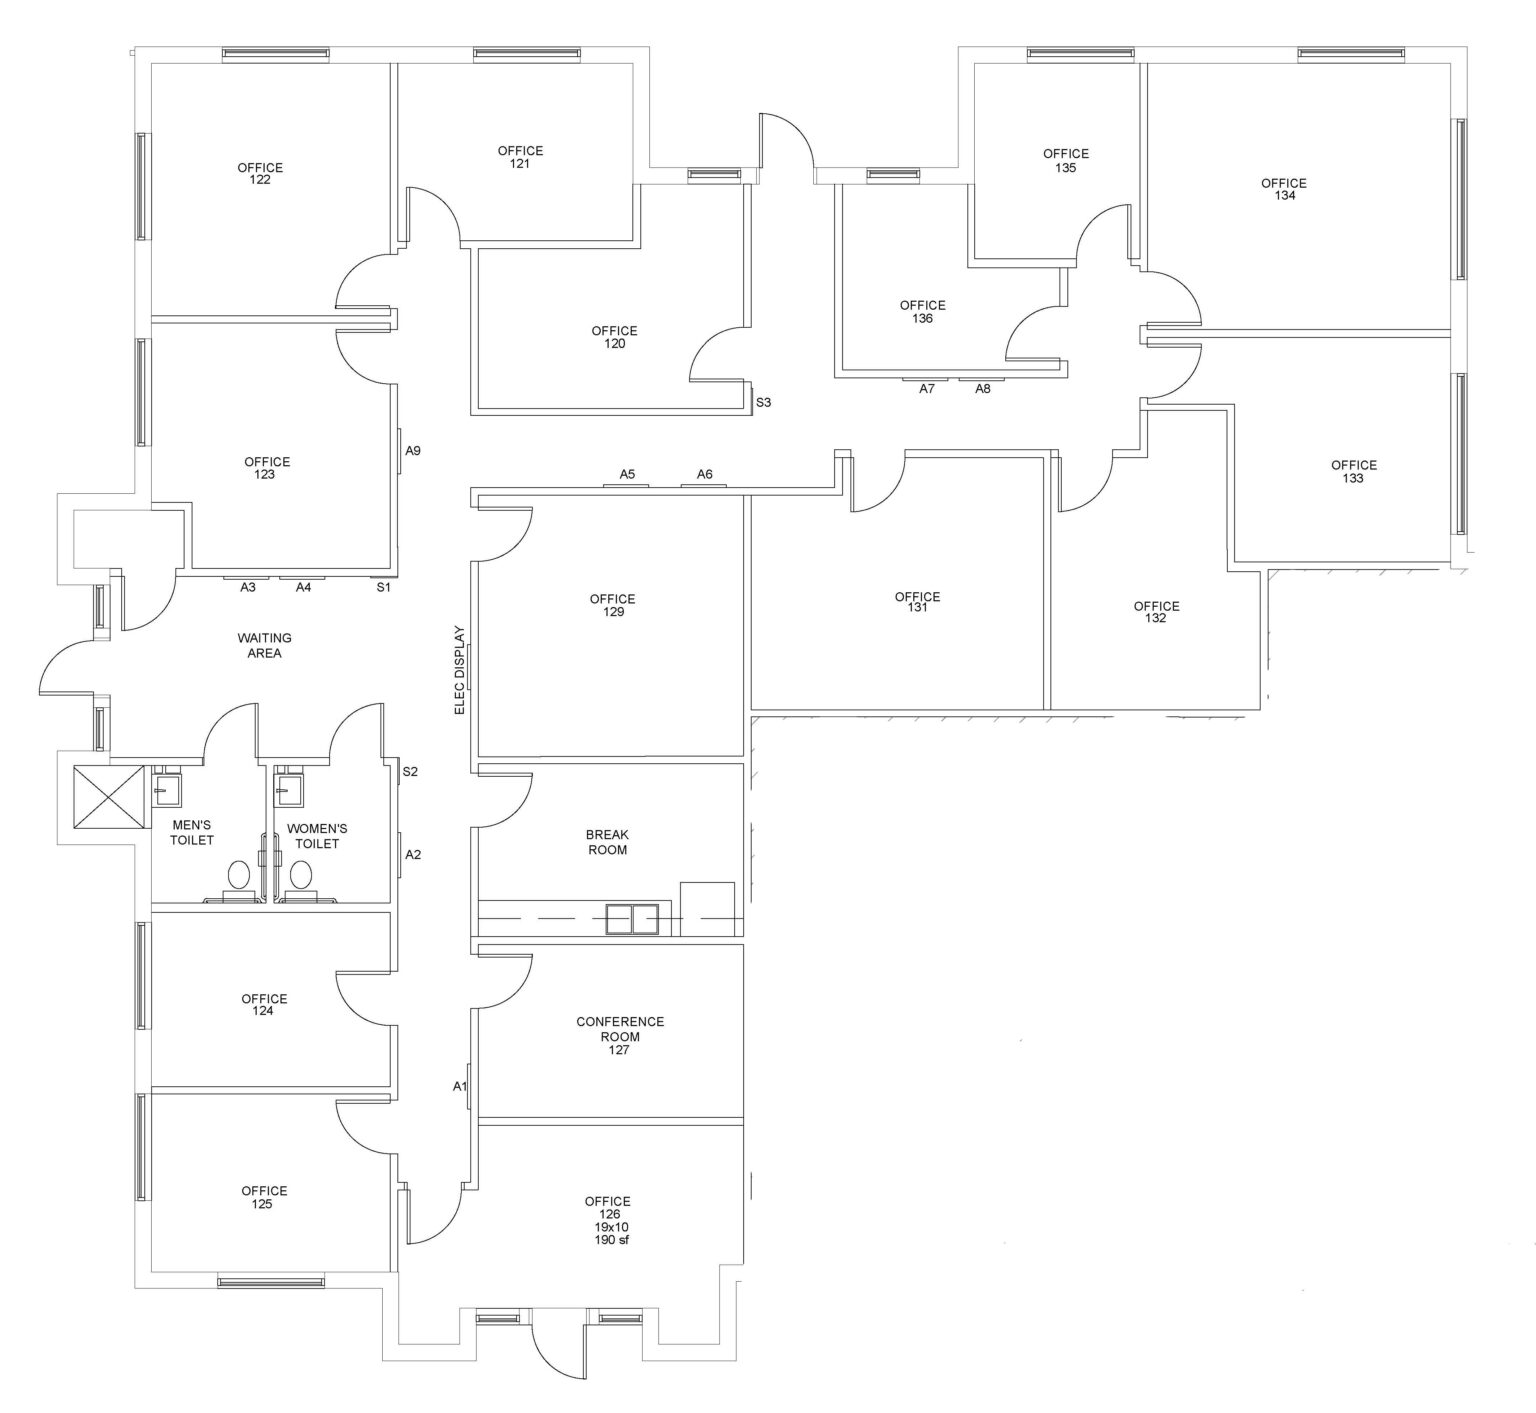 OFFICE
122
OFFICE
121
OFFICE
135
OFFICE
134
OFFICE
120
OFFICE
136
A7
A8
S3
OFFICE
123
A9
A5
A6
OFFICE
133
A3
A4
S1
OFFICE
129
OFFICE
131
OFFICE
132
WAITING
AREA
ELEC DISPLAY
S2
MEN'S
TOILET
WOMEN'S
TOILET
A2
BREAK
ROOM
OFFICE
124
CONFERENCE
ROOM
127
A1
OFFICE
125
OFFICE
126
19x10
190 sf